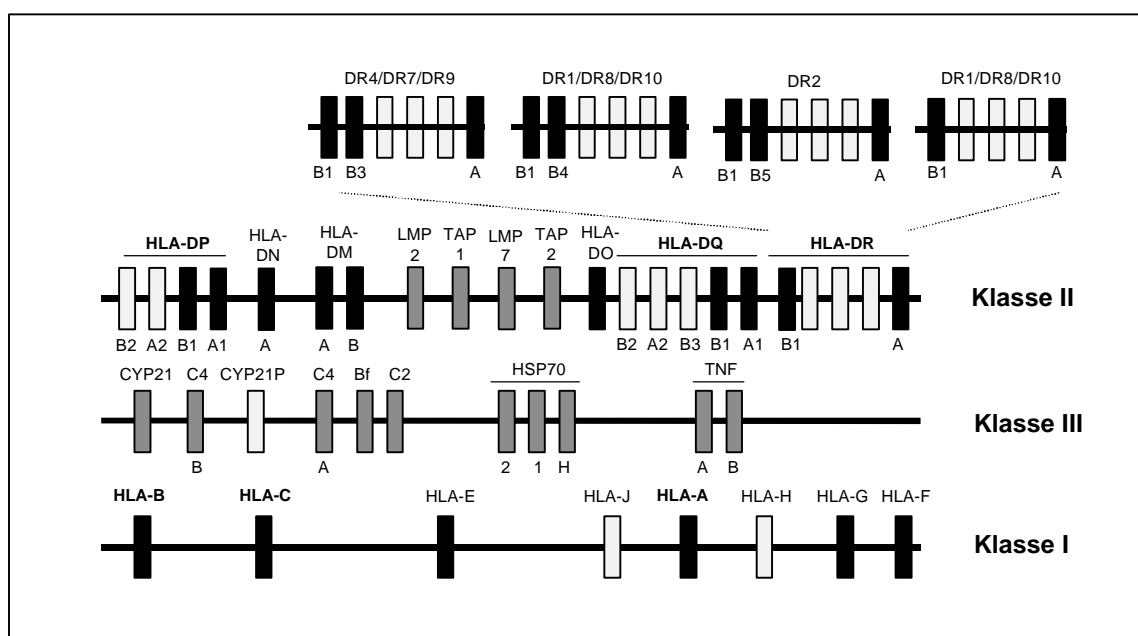 DR4/DR7/DR9 DR1/DR8/DR10 DR2 DR1/DR8/DR10
B1 B3 A B1 B4 A B1 B5 A B1 A
HLA-DP HLA-DN HLA-DM LMP 2 TAP 1 LMP 7 TAP 2 HLA-DO HLA-DQ HLA-DR
Klasse II
B2 A2 B1 A1 A A B B2 A2 B3 B1 A1 B1 A
CYP21 C4 CYP21P C4 Bf C2 HSP70 TNF
Klasse III
B A 2 1 H A B
HLA-B HLA-C HLA-E HLA-J HLA-A HLA-H HLA-G HLA-F
Klasse I